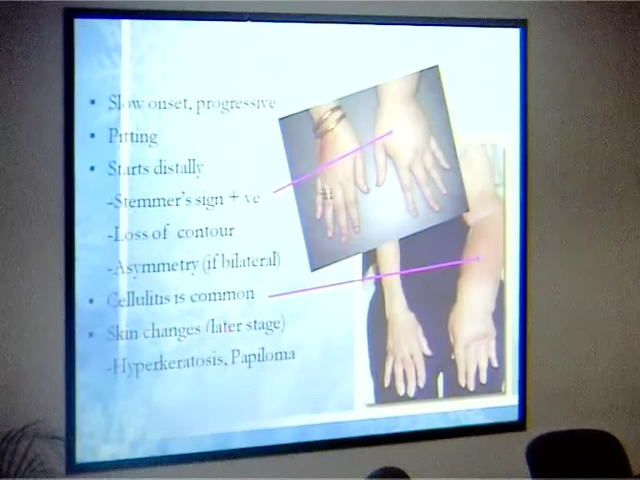 • Slow onset, progressive
• Pitting
• Starts distally
-Stemmer's sign + ve
-Loss of contour
-Asymmetry (if bilateral)
• Cellulitis is common
• Skin changes (later stage)
-Hyperkeratosis, Papiloma